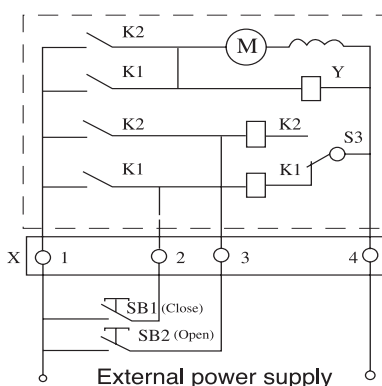 K2
M
K1
Y
K2
K2
S3
K1
K1
X 1 2 3 4
SB1 (Close)
SB2 (Open)
External power supply